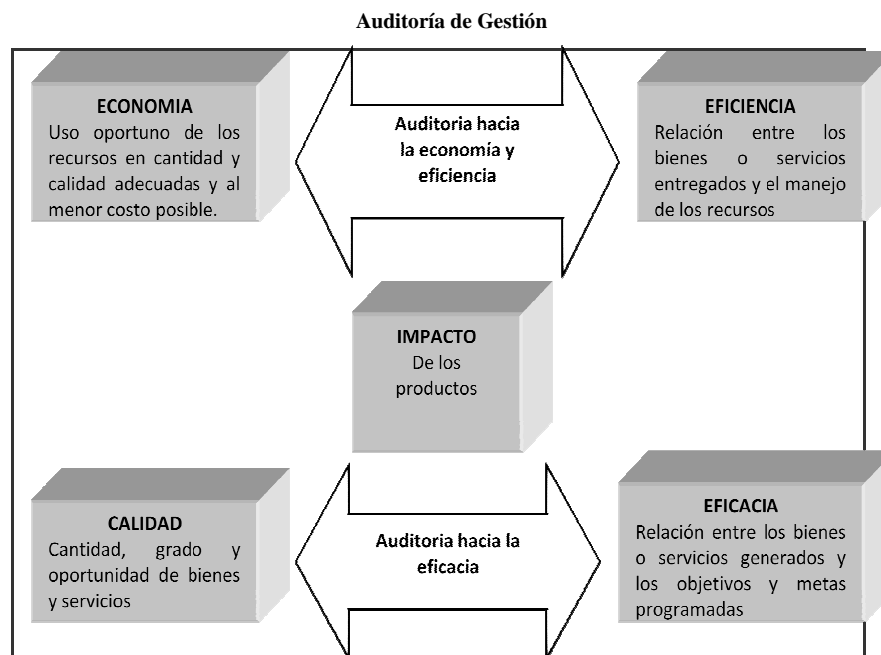 Auditoría de Gestión
ECONOMIA
Uso oportuno de los
recursos en cantidad y
calidad adecuadas y al
menor costo posible.
Auditoria hacia
la economía y
eficiencia
EFICIENCIA
Relación entre los
bienes o servicios
entregados y el manejo
de los recursos
IMPACTO
De los
productos
CALIDAD
Cantidad, grado y
oportunidad de bienes
y servicios
Auditoria hacia la
eficacia
EFICACIA
Relación entre los bienes
o servicios generados y
los objetivos y metas
programadas